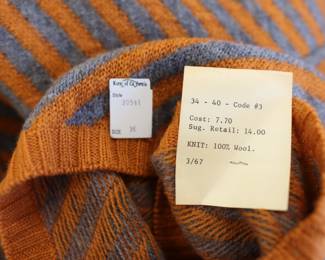 Style
SIZE 36
34 - 40 - Code #3
Cost: 7.70
Sug. Retail: 14.00
KNIT: 100% Wool.
3/67